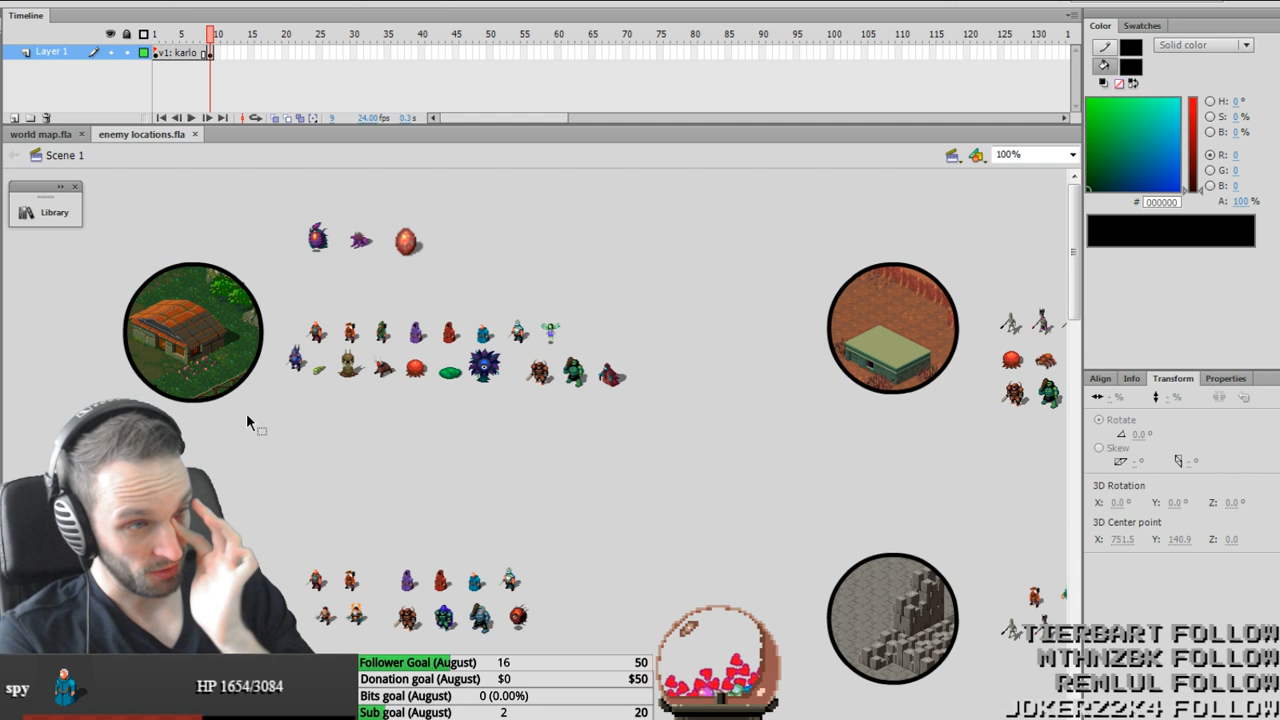 Timeline
1 5 10 15 20 25 30 35 40 45 50 55 60 65 70 75 80 85 90 95 100 105 110 115 120 125 130 1
Layer 1
v1: karlo
9 24.00fps 0.3s
world map.fla × enemy locations.fla ×
Scene 1
100%
Library
Color Swatches
Solid color
H: 0 °
S: 0 %
B: 0 %
R: 0
G: 0
B: 0
# 000000 A: 100 %
Align Info Transform Properties
- % - %
Rotate
0.0 °
Skew
- ° - °
3D Rotation
X: 0.0 ° Y: 0.0 ° Z: 0.0 °
3D Center point
X: 751.5 Y: 140.9 Z: 0.0
spy
HP 1654/3084
Follower Goal (August) 16 50
Donation goal (August) $0 $50
Bits goal (August) 0 (0.00%)
Sub goal (August) 2 20
TIERBART FOLLOW
MTHNZBK FOLLOW
REMLUL FOLLOW
JOKERZ2K4 FOLLOW